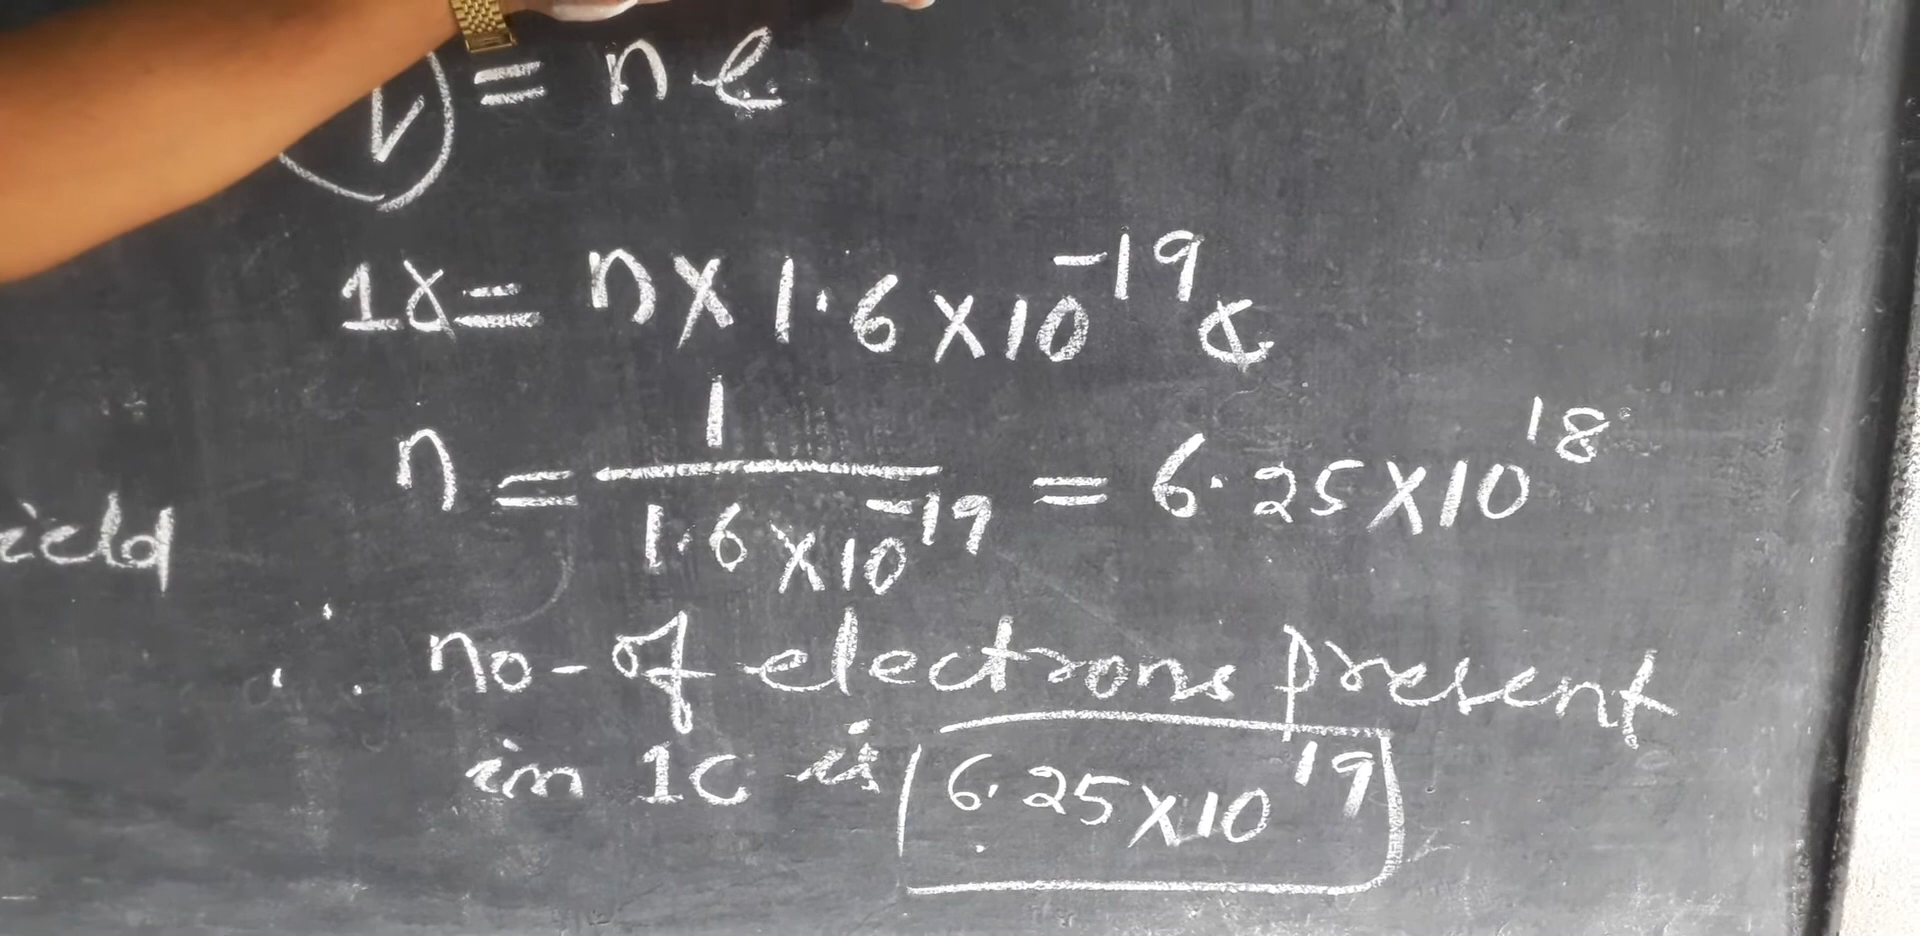 = ne
1C = n × 1.6 × 10⁻¹⁹ C
n = 1 / 1.6 × 10⁻¹⁹ = 6.25 × 10¹⁸
∴ no. of electrons present
in 1C is 6.25 × 10¹⁹